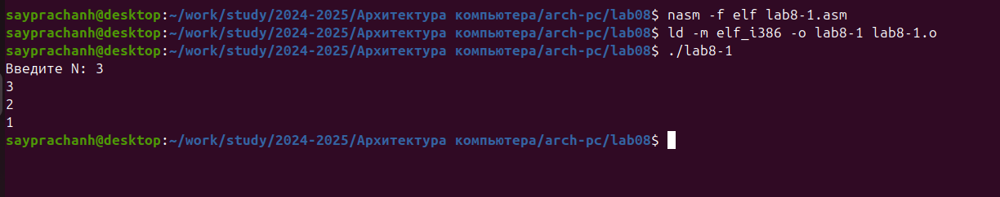 sayprachanh@desktop:~/work/study/2024-2025/Архитектура компьютера/arch-pc/lab08$ nasm -f elf lab8-1.asm
sayprachanh@desktop:~/work/study/2024-2025/Архитектура компьютера/arch-pc/lab08$ ld -m elf_i386 -o lab8-1 lab8-1.o
sayprachanh@desktop:~/work/study/2024-2025/Архитектура компьютера/arch-pc/lab08$ ./lab8-1
Введите N: 3
3
2
1
sayprachanh@desktop:~/work/study/2024-2025/Архитектура компьютера/arch-pc/lab08$